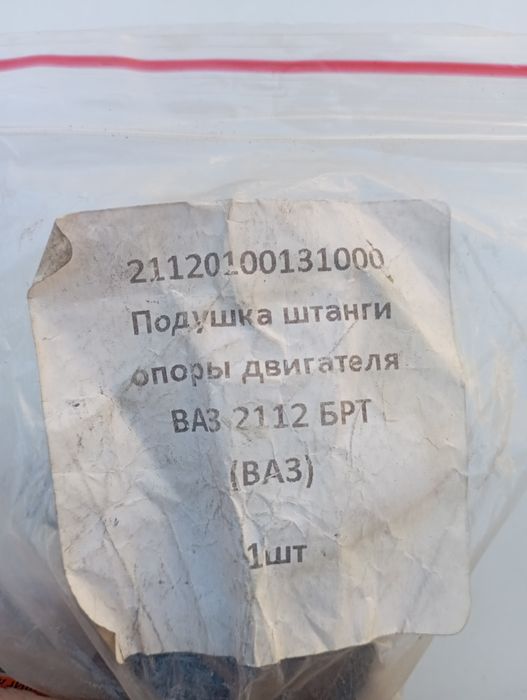 21120100131000
Подушка штанги
опоры двигателя
ВАЗ 2112 БРТ
(ВАЗ)
1шт